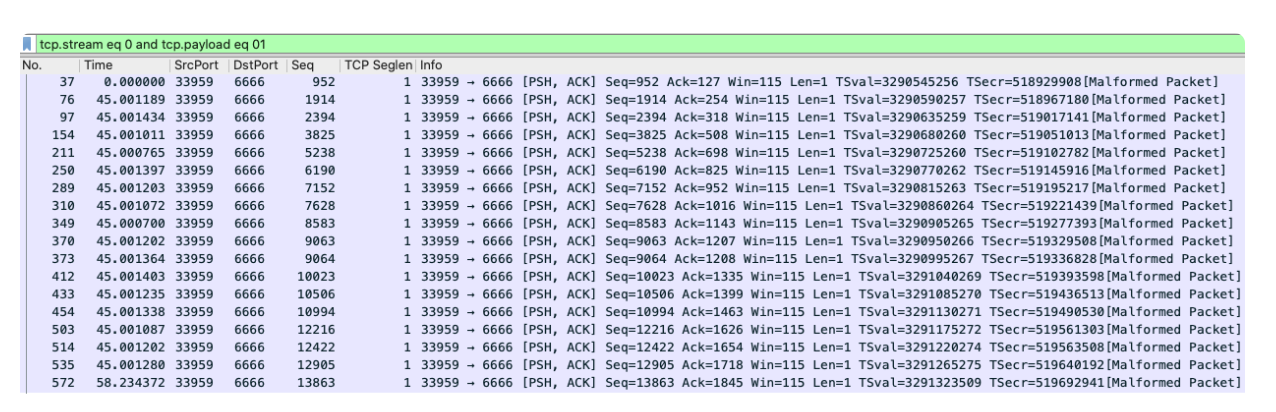 tcp.stream eq 0 and tcp.payload eq 01
No. Time SrcPort DstPort Seq TCP Seglen Info
37 0.000000 33959 6666 952 1 33959 → 6666 [PSH, ACK] Seq=952 Ack=127 Win=115 Len=1 TSval=3290545256 TSecr=518929908[Malformed Packet]
76 45.001189 33959 6666 1914 1 33959 → 6666 [PSH, ACK] Seq=1914 Ack=254 Win=115 Len=1 TSval=3290590257 TSecr=518967180[Malformed Packet]
97 45.001434 33959 6666 2394 1 33959 → 6666 [PSH, ACK] Seq=2394 Ack=318 Win=115 Len=1 TSval=3290635259 TSecr=519017141[Malformed Packet]
154 45.001011 33959 6666 3825 1 33959 → 6666 [PSH, ACK] Seq=3825 Ack=508 Win=115 Len=1 TSval=3290680260 TSecr=519051013[Malformed Packet]
211 45.000765 33959 6666 5238 1 33959 → 6666 [PSH, ACK] Seq=5238 Ack=698 Win=115 Len=1 TSval=3290725260 TSecr=519102782[Malformed Packet]
250 45.001397 33959 6666 6190 1 33959 → 6666 [PSH, ACK] Seq=6190 Ack=825 Win=115 Len=1 TSval=3290770262 TSecr=519145916[Malformed Packet]
289 45.001203 33959 6666 7152 1 33959 → 6666 [PSH, ACK] Seq=7152 Ack=952 Win=115 Len=1 TSval=3290815263 TSecr=519195217[Malformed Packet]
310 45.001072 33959 6666 7628 1 33959 → 6666 [PSH, ACK] Seq=7628 Ack=1016 Win=115 Len=1 TSval=3290860264 TSecr=519221439[Malformed Packet]
349 45.000700 33959 6666 8583 1 33959 → 6666 [PSH, ACK] Seq=8583 Ack=1143 Win=115 Len=1 TSval=3290905265 TSecr=519277393[Malformed Packet]
370 45.001202 33959 6666 9063 1 33959 → 6666 [PSH, ACK] Seq=9063 Ack=1207 Win=115 Len=1 TSval=3290950266 TSecr=519329508[Malformed Packet]
373 45.001364 33959 6666 9064 1 33959 → 6666 [PSH, ACK] Seq=9064 Ack=1208 Win=115 Len=1 TSval=3290995267 TSecr=519336828[Malformed Packet]
412 45.001403 33959 6666 10023 1 33959 → 6666 [PSH, ACK] Seq=10023 Ack=1335 Win=115 Len=1 TSval=3291040269 TSecr=519393598[Malformed Packet]
433 45.001235 33959 6666 10506 1 33959 → 6666 [PSH, ACK] Seq=10506 Ack=1399 Win=115 Len=1 TSval=3291085270 TSecr=519436513[Malformed Packet]
454 45.001338 33959 6666 10994 1 33959 → 6666 [PSH, ACK] Seq=10994 Ack=1463 Win=115 Len=1 TSval=3291130271 TSecr=519490530[Malformed Packet]
503 45.001087 33959 6666 12216 1 33959 → 6666 [PSH, ACK] Seq=12216 Ack=1626 Win=115 Len=1 TSval=3291175272 TSecr=519561303[Malformed Packet]
514 45.001202 33959 6666 12422 1 33959 → 6666 [PSH, ACK] Seq=12422 Ack=1654 Win=115 Len=1 TSval=3291220274 TSecr=519563508[Malformed Packet]
535 45.001280 33959 6666 12905 1 33959 → 6666 [PSH, ACK] Seq=12905 Ack=1718 Win=115 Len=1 TSval=3291265275 TSecr=519640192[Malformed Packet]
572 58.234372 33959 6666 13863 1 33959 → 6666 [PSH, ACK] Seq=13863 Ack=1845 Win=115 Len=1 TSval=3291323509 TSecr=519692941[Malformed Packet]